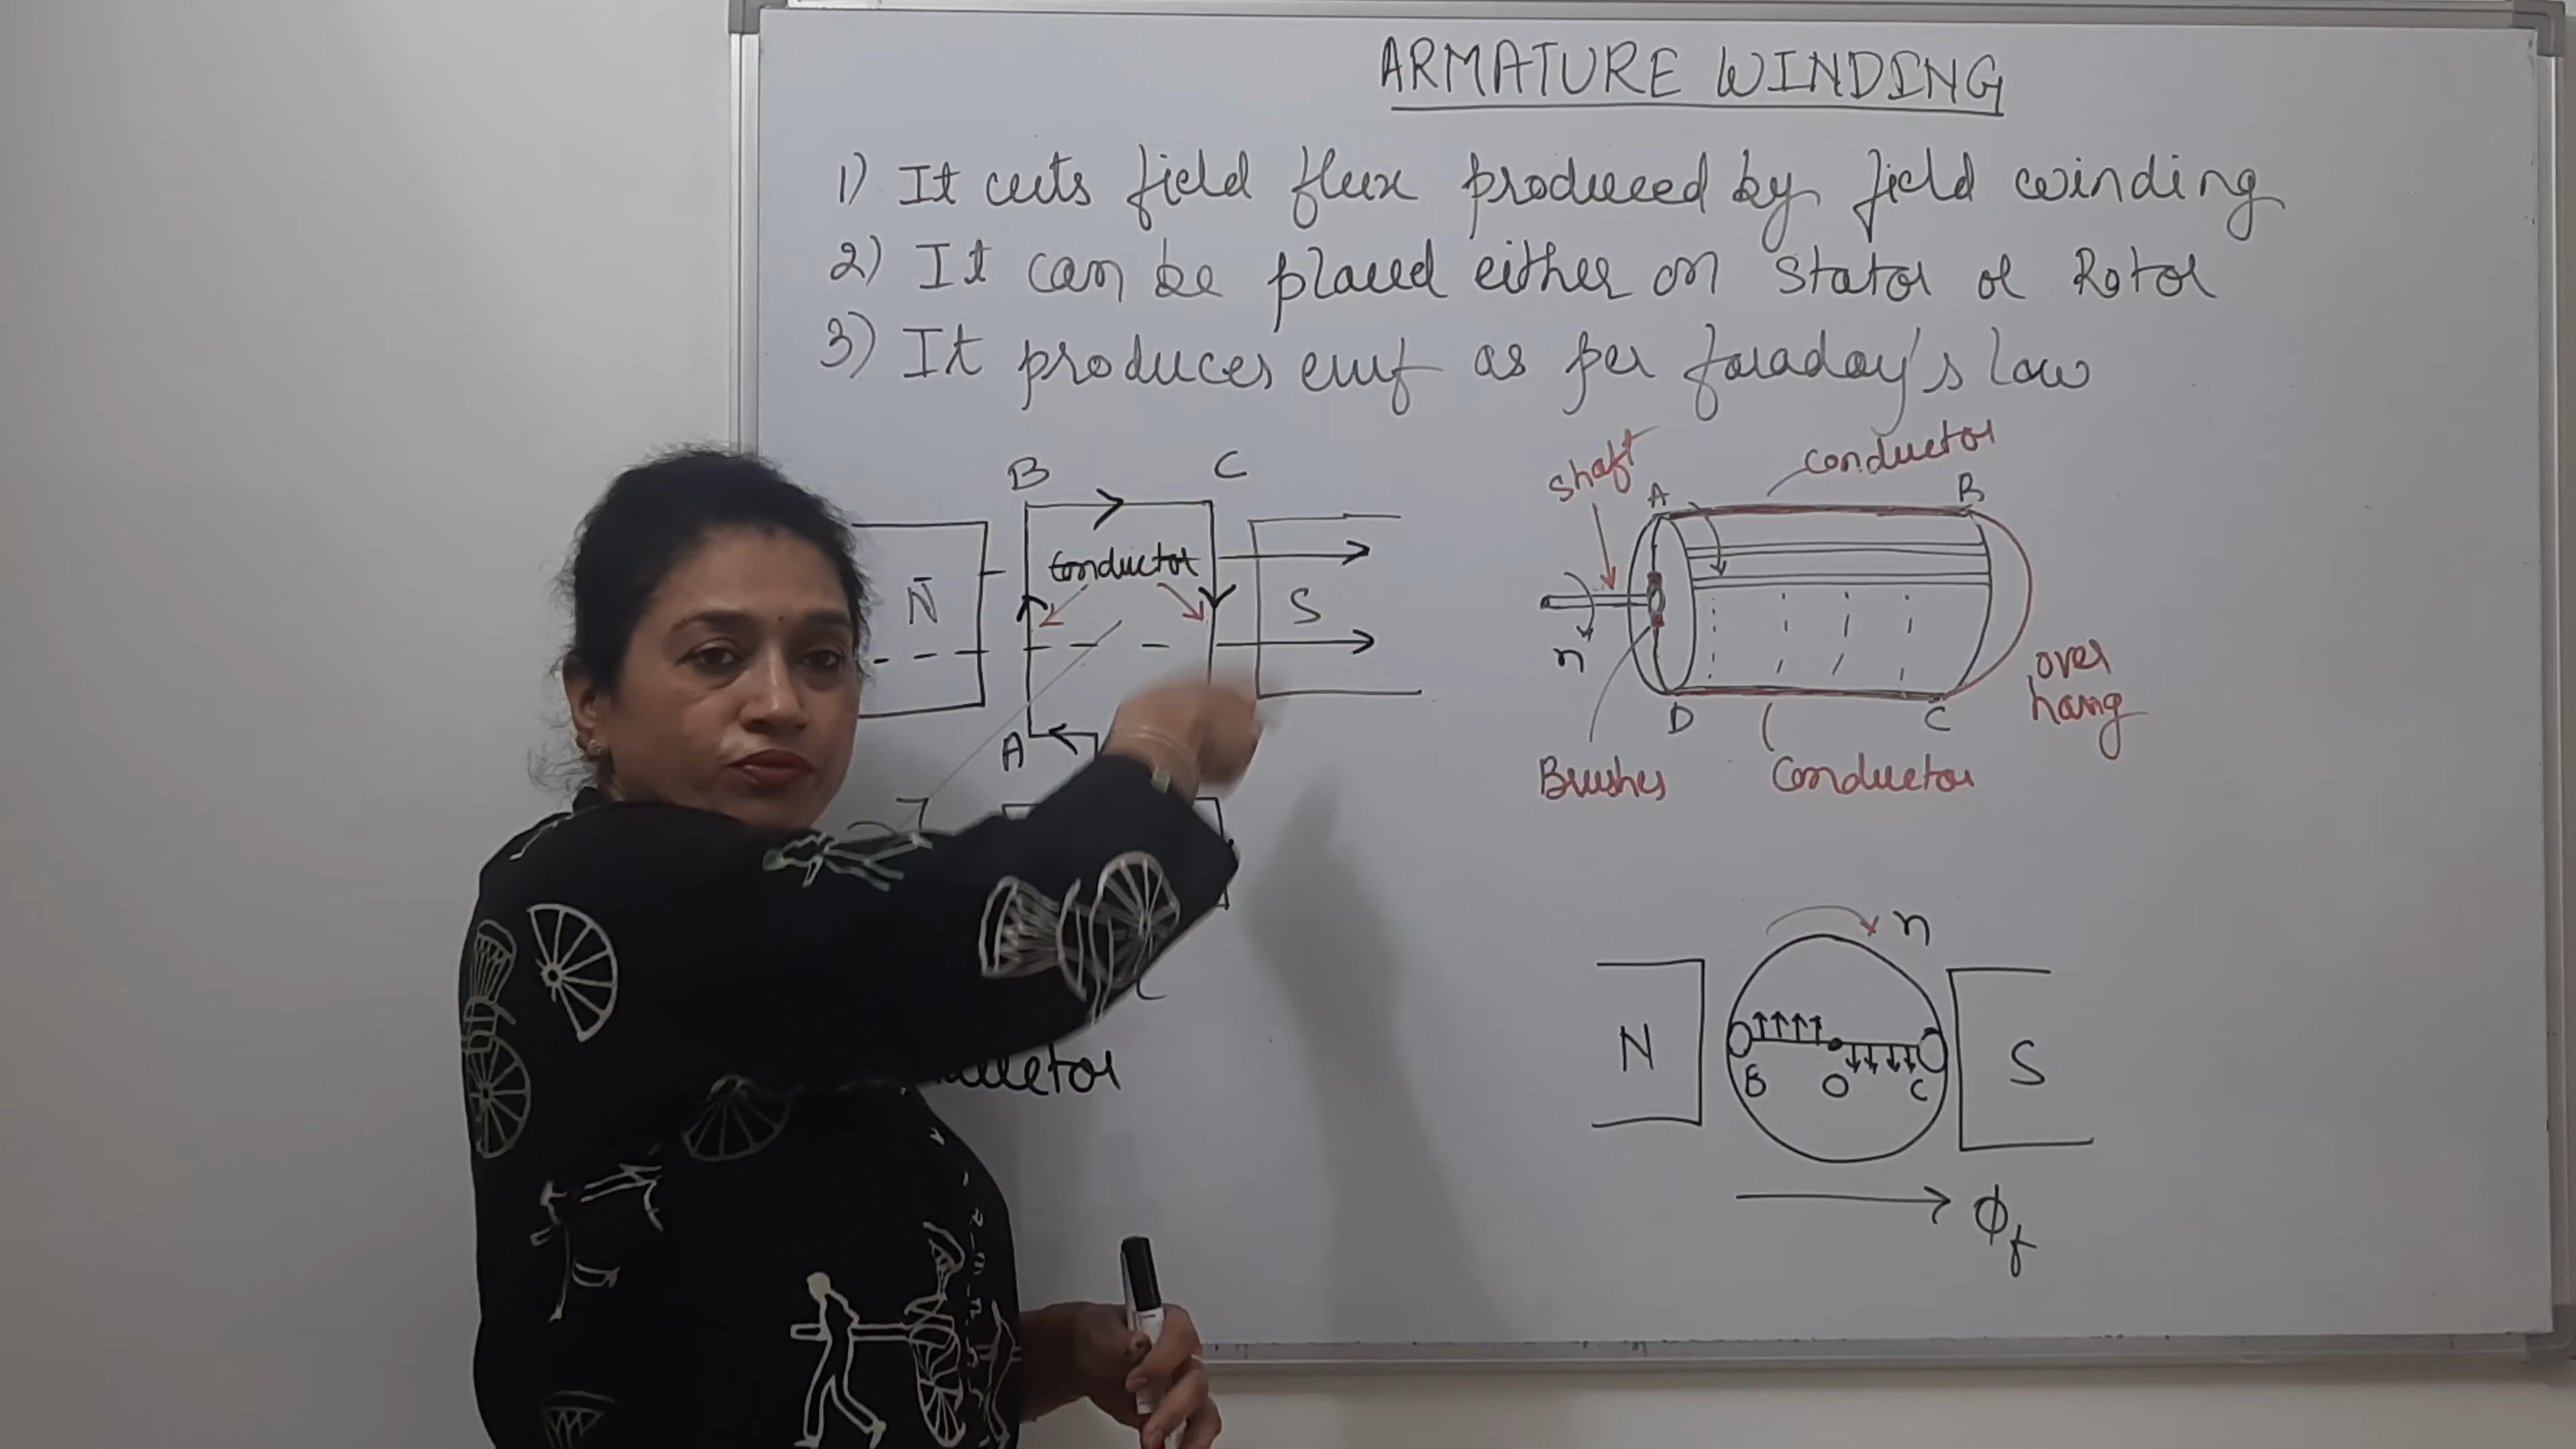 ARMATURE WINDING
1) It cuts field flux produced by field winding
2) It can be placed either on Stator or Rotor
3) It produces emf as per faraday's law
B C
N conductor S
A
shaft conductor
A B
n
over hang
D C
Brushes Conductor
n
N B O C S
ϕf